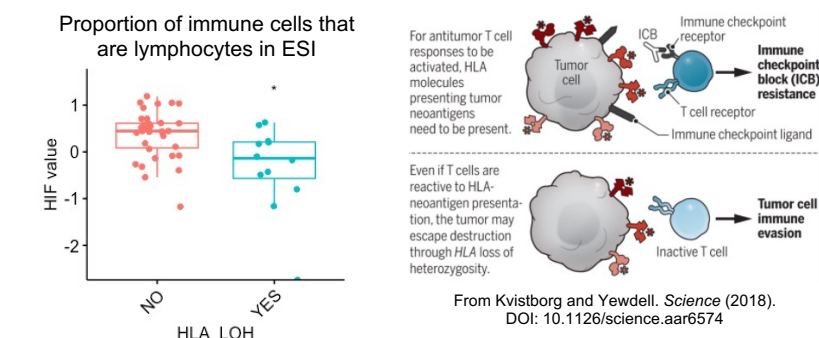 Proportion of immune cells that
are lymphocytes in ESI
HIF value
1
0
-1
-2
*
NO
YES
HLA_LOH
For antitumor T cell
responses to be
activated, HLA
molecules
presenting tumor
neoantigens
need to be present.
Tumor
cell
ICB
Immune checkpoint
receptor
Immune
checkpoint
block (ICB)
resistance
T cell receptor
Immune checkpoint ligand
Even if T cells are
reactive to HLA-
neoantigen presenta-
tion, the tumor may
escape destruction
through HLA loss of
heterozygosity.
Inactive T cell
Tumor cell
immune
evasion
From Kvistborg and Yewdell. Science (2018).
DOI: 10.1126/science.aar6574